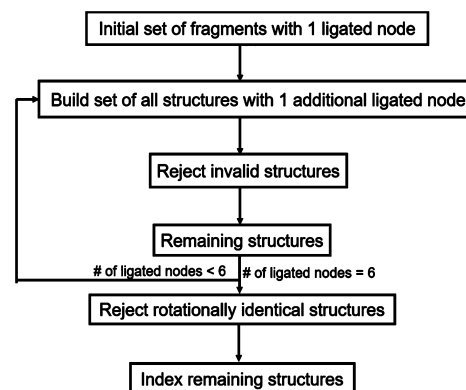 Initial set of fragments with 1 ligated node
Build set of all structures with 1 additional ligated node
Reject invalid structures
Remaining structures
# of ligated nodes < 6
# of ligated nodes = 6
Reject rotationally identical structures
Index remaining structures